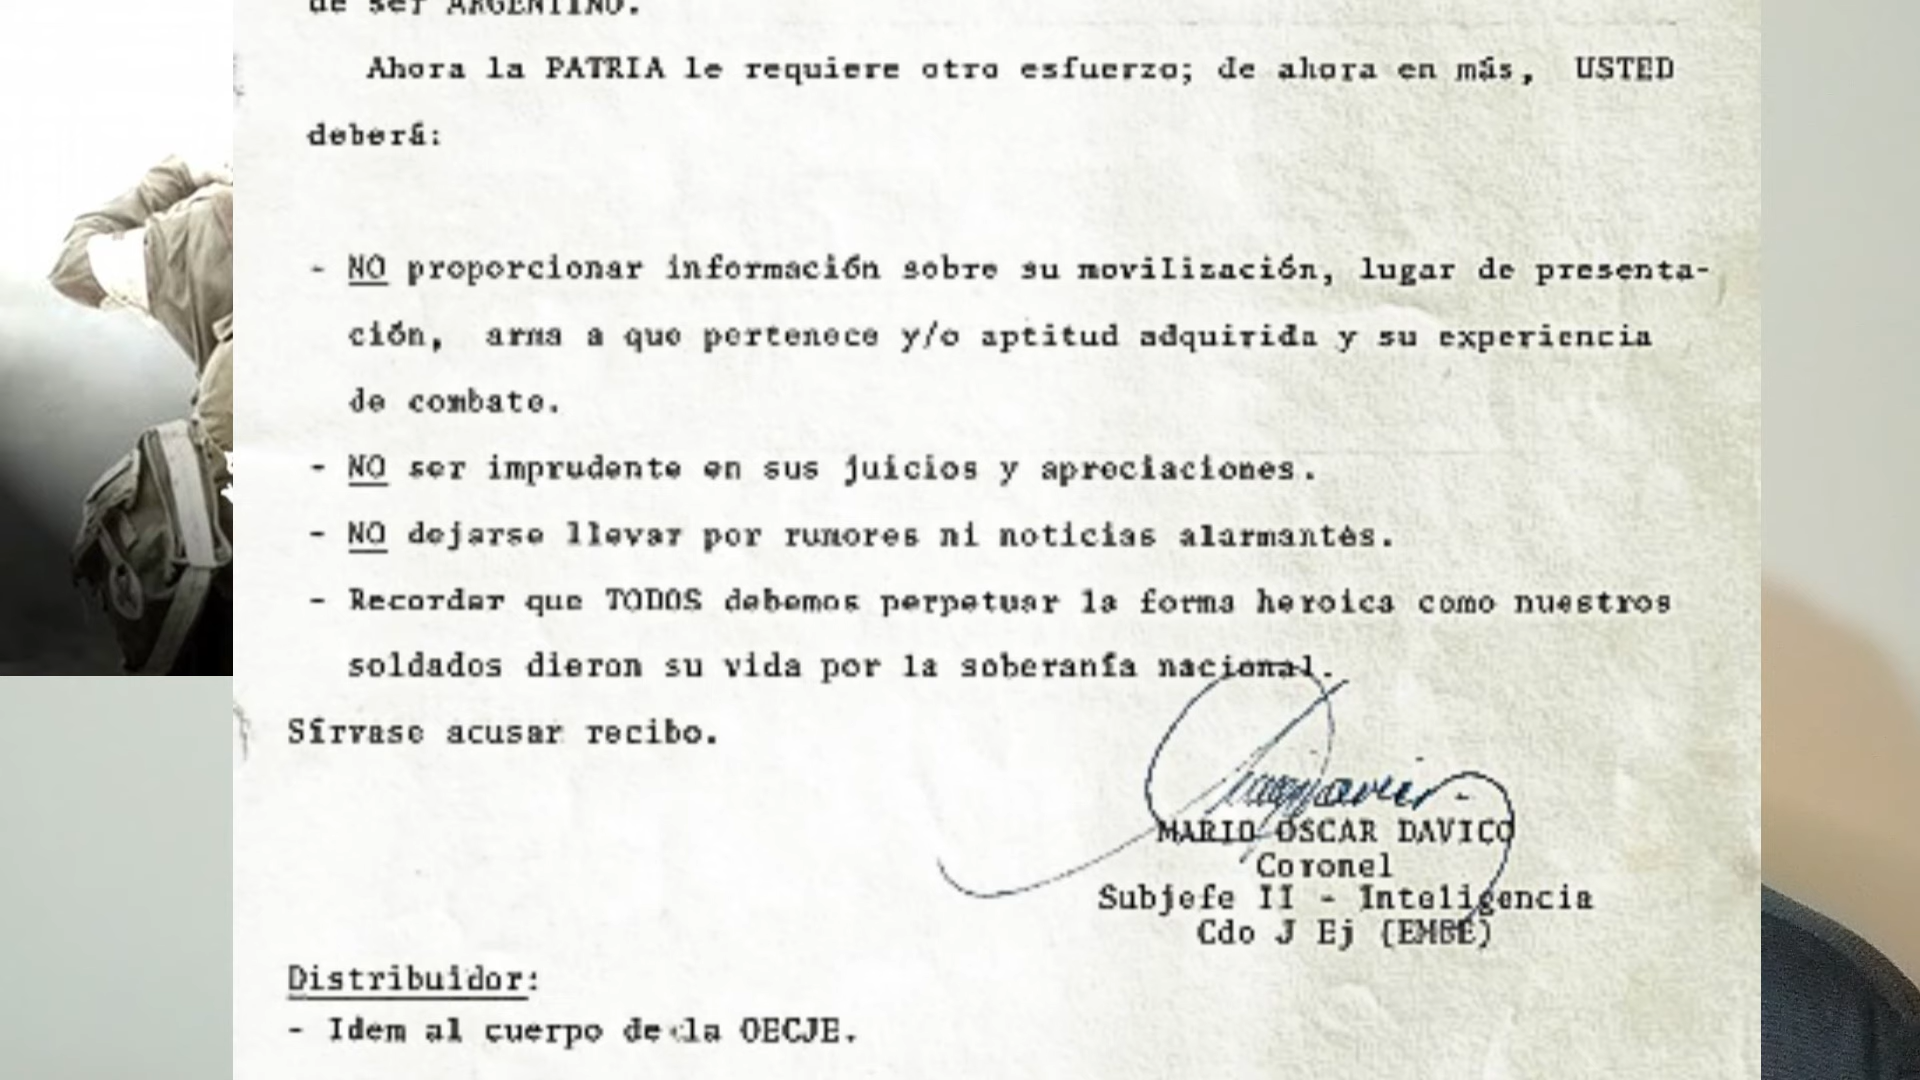 de ser ARGENTINO.
Ahora la PATRIA le requiere otro esfuerzo; de ahora en más, USTED
deberá:
- NO proporcionar información sobre su movilización, lugar de presenta-
ción, arma a que pertenece y/o aptitud adquirida y su experiencia
de combate.
- NO ser imprudente en sus juicios y apreciaciones.
- NO dejarse llevar por rumores ni noticias alarmantes.
- Recordar que TODOS debemos perpetuar la forma heroica como nuestros
soldados dieron su vida por la soberanía nacional.
Sírvase acusar recibo.
MARIO OSCAR DAVICO
Coronel
Subjefe II - Inteligencia
Cdo J Ej (EMGE)
Distribuidor:
- Idem al cuerpo de la OECJE.